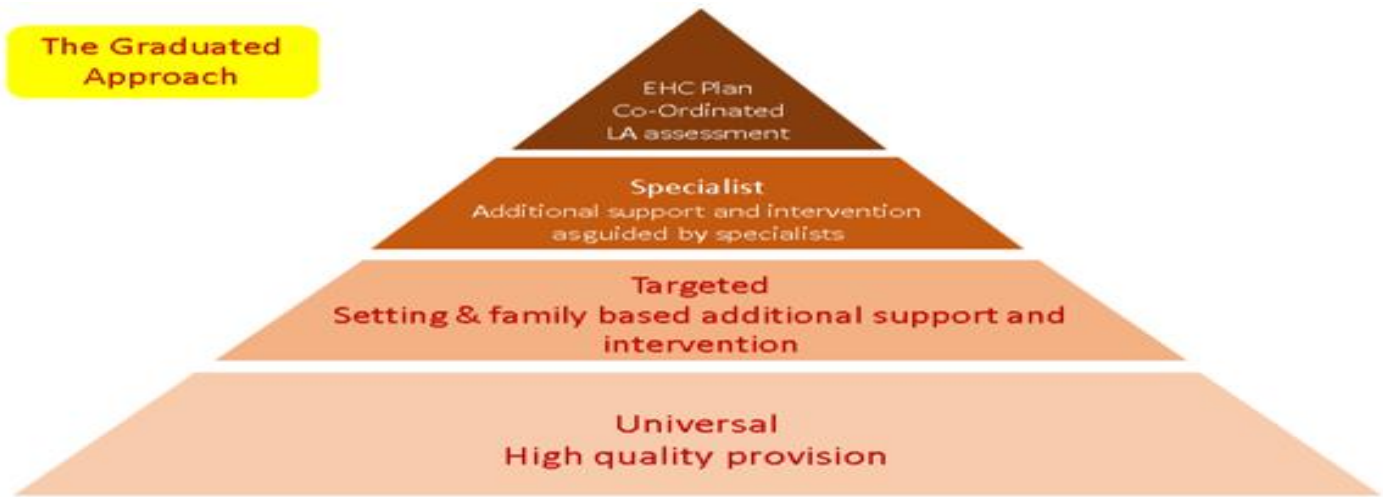 The Graduated
Approach
EHC Plan
Co-Ordinated
LA assessment
Specialist
Additional support and intervention
asguided by specialists
Targeted
Setting & family based additional support and
intervention
Universal
High quality provision